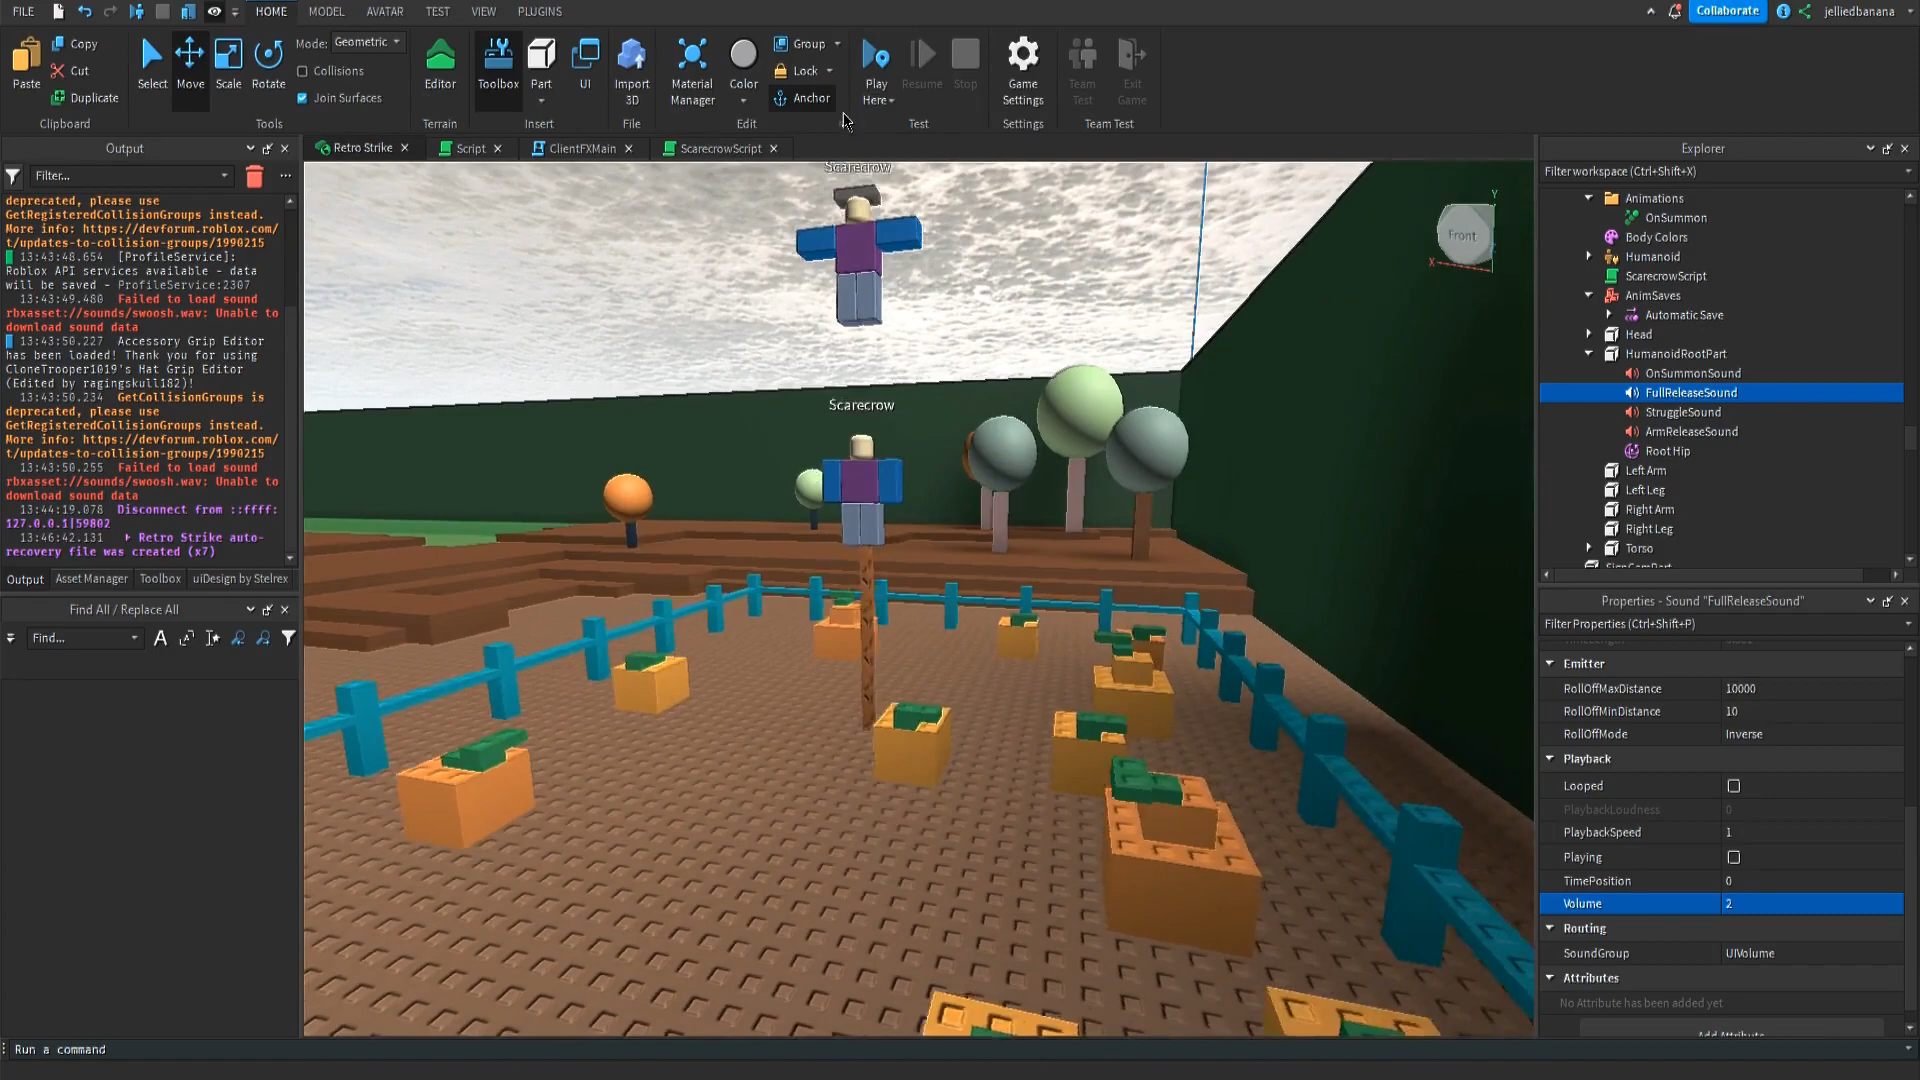 FILE
HOME
MODEL
AVATAR
TEST
VIEW
PLUGINS
Collaborate
jelliedbanana
Paste
Copy
Cut
Duplicate
Clipboard
Select
Move
Scale
Rotate
Mode: Geometric
Collisions
Join Surfaces
Tools
Editor
Terrain
Toolbox
Part
UI
Insert
Import
3D
File
Material
Manager
Color
Group
Lock
Anchor
Edit
Play
Here
Resume
Stop
Test
Game
Settings
Settings
Team
Test
Exit
Game
Team Test
Output
Filter...
deprecated, please use
GetRegisteredCollisionGroups instead.
More info: https://devforum.roblox.com/
t/updates-to-collision-groups/1990215
13:43:48.654 [ProfileService]:
Roblox API services available - data
will be saved - ProfileService:2307
13:43:49.480 Failed to load sound
rbxasset://sounds/swoosh.wav: Unable to
download sound data
13:43:50.227 Accessory Grip Editor
has been loaded! Thank you for using
CloneTrooper1019's Hat Grip Editor
(Edited by ragingskull182)!
13:43:50.234 GetCollisionGroups is
deprecated, please use
GetRegisteredCollisionGroups instead.
More info: https://devforum.roblox.com/
t/updates-to-collision-groups/1990215
13:43:50.255 Failed to load sound
rbxasset://sounds/swoosh.wav: Unable to
download sound data
13:44:19.078 Disconnect from ::ffff:
127.0.0.1|59802
13:46:42.131 Retro Strike auto-
recovery file was created (x7)
Output
Asset Manager
Toolbox
uiDesign by Stelrex
Find All / Replace All
Find...
A
Retro Strike
Script
ClientFXMain
ScarecrowScript
Scarecrow
Scarecrow
Y
Front
X
Explorer
Filter workspace (Ctrl+Shift+X)
Animations
OnSummon
Body Colors
Humanoid
ScarecrowScript
AnimSaves
Automatic Save
Head
HumanoidRootPart
OnSummonSound
FullReleaseSound
StruggleSound
ArmReleaseSound
Root Hip
Left Arm
Left Leg
Right Arm
Right Leg
Torso
Properties - Sound "FullReleaseSound"
Filter Properties (Ctrl+Shift+P)
Emitter
RollOffMaxDistance 10000
RollOffMinDistance 10
RollOffMode Inverse
Playback
Looped
PlaybackLoudness 0
PlaybackSpeed 1
Playing
TimePosition 0
Volume 2
Routing
SoundGroup UIVolume
Attributes
No Attribute has been added yet
Add Attribute
Run a command